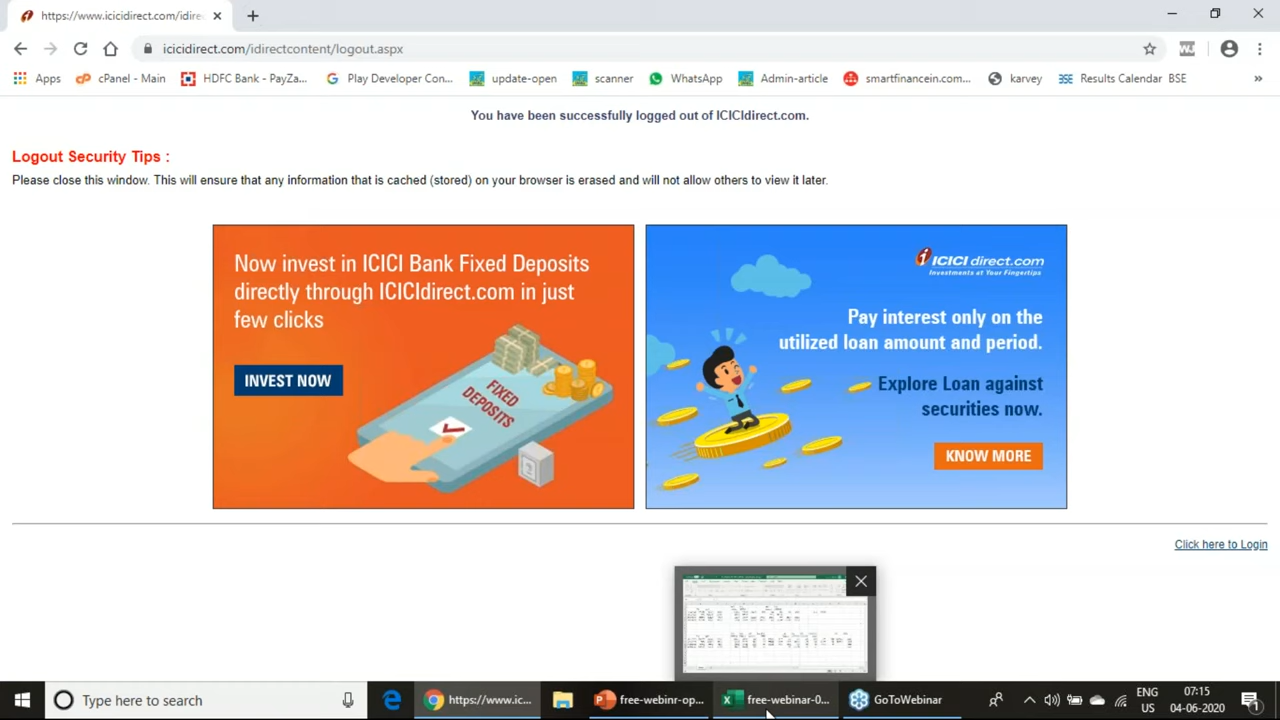 https://www.icicidirect.com/idire
icicidirect.com/idirectcontent/logout.aspx
Apps
cPanel - Main
HDFC Bank - PayZa...
Play Developer Con...
update-open
scanner
WhatsApp
Admin-article
smartfinancein.com...
karvey
Results Calendar BSE
»
You have been successfully logged out of ICICIdirect.com.
Logout Security Tips :
Please close this window. This will ensure that any information that is cached (stored) on your browser is erased and will not allow others to view it later.
Now invest in ICICI Bank Fixed Deposits
directly through ICICIdirect.com in just
few clicks
INVEST NOW
FIXED
DEPOSITS
ICICI direct.com
Investments at Your Fingertips
Pay interest only on the
utilized loan amount and period.
Explore Loan against
securities now.
KNOW MORE
Click here to Login
Type here to search
https://www.ic...
free-webinr-op...
free-webinar-0...
GoToWebinar
ENG
US
07:15
04-06-2020
1